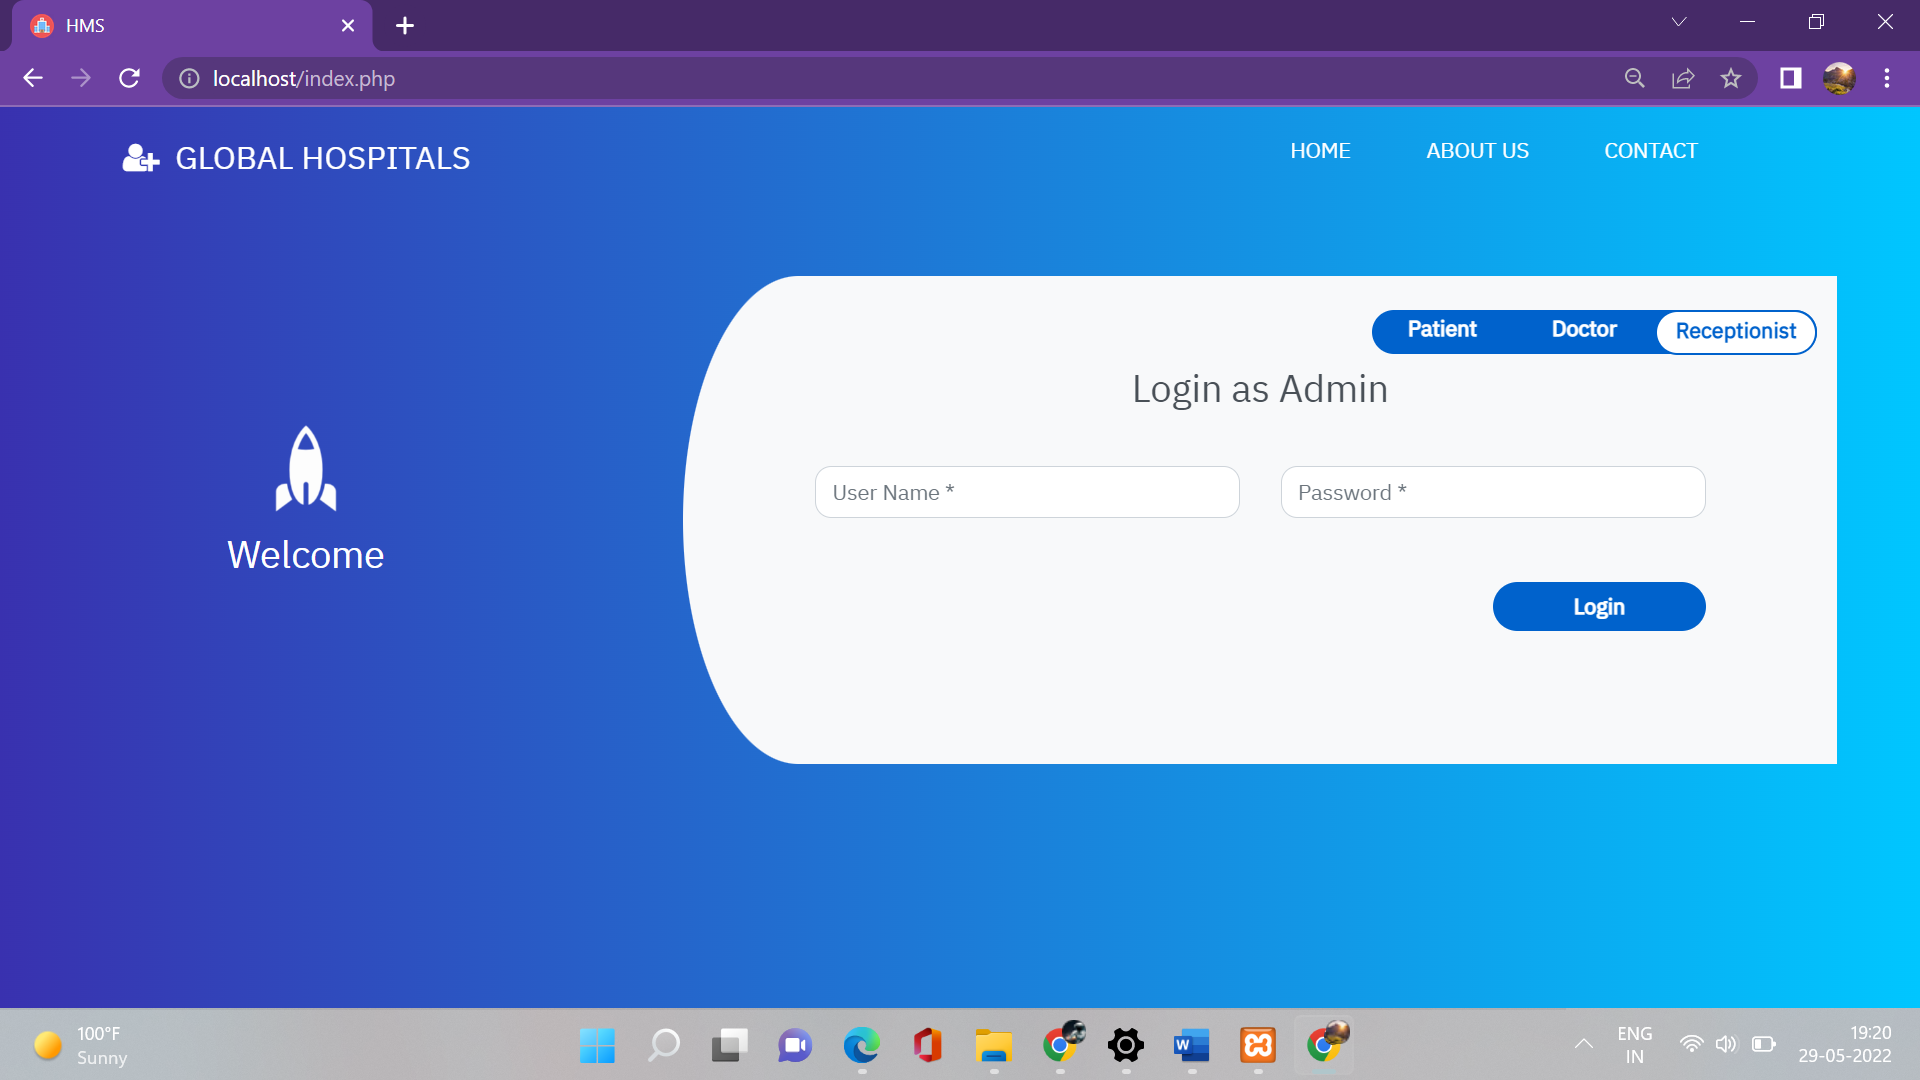 HMS
localhost/index.php
GLOBAL HOSPITALS
HOME
ABOUT US
CONTACT
Patient
Doctor
Receptionist
Login as Admin
User Name *
Password *
Login
Welcome
100°F
Sunny
ENG
IN
19:20
29-05-2022